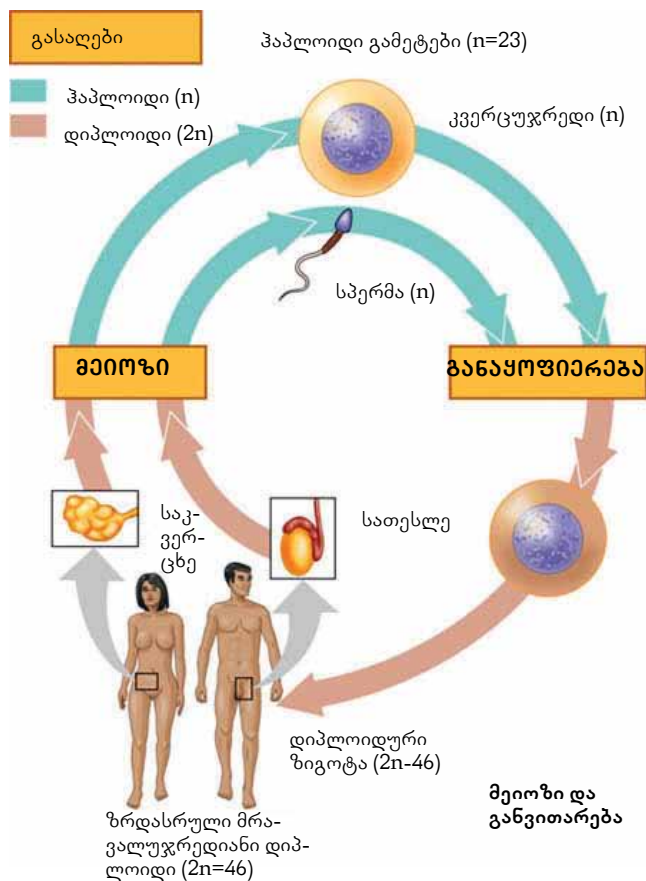 გასაღები
ჰაპლოიდი გამეტები (n=23)
ჰაპლოიდი (n)
დიპლოიდი (2n)
კვერცუჯრედი (n)
სპერმა (n)
მეიოზი
განაყოფიერება
საკ-
ვერ-
ცხე
სათესლე
დიპლოიდური
ზიგოტა (2n-46)
ზრდასრული მრა-
ვალუჯრედიანი დიპ-
ლოიდი (2n=46)
მეიოზი და
განვითარება